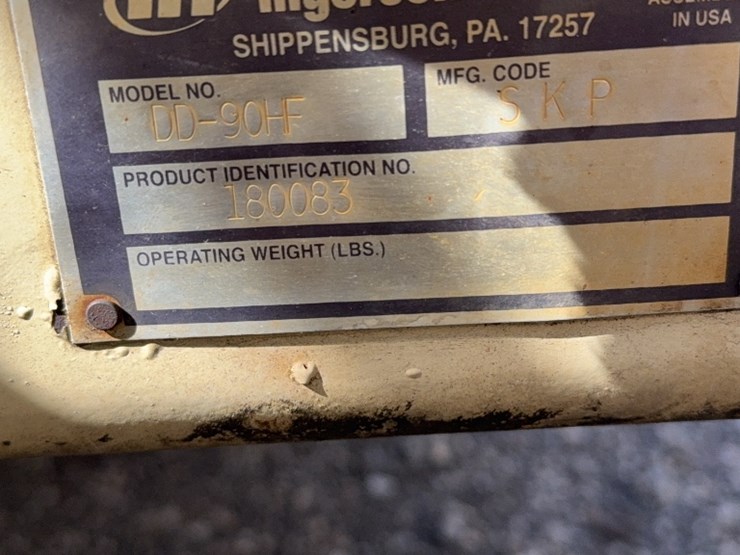 SHIPPENSBURG, PA. 17257
IN USA
MODEL NO.
DD-90HF
MFG. CODE
SKP
PRODUCT IDENTIFICATION NO.
180083
OPERATING WEIGHT (LBS.)